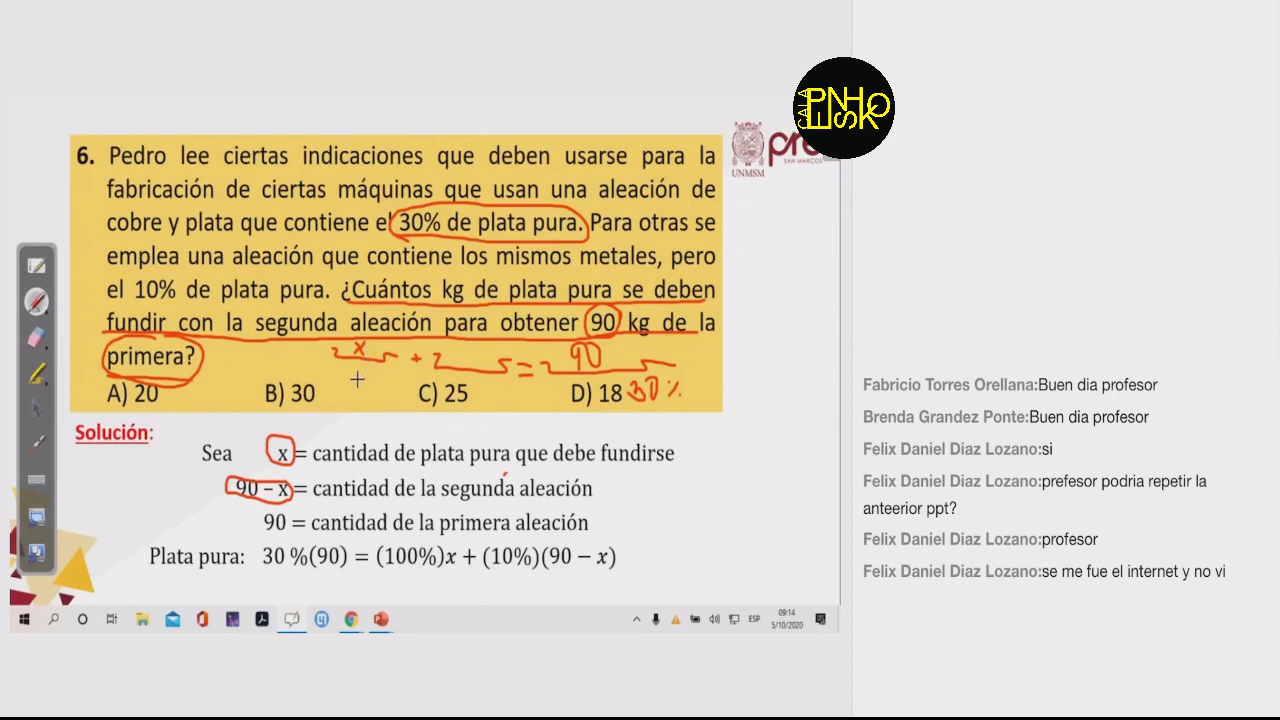 CALA
PNHO
ESK
pre
SAN MARCOS
UNMSM
6. Pedro lee ciertas indicaciones que deben usarse para la
fabricación de ciertas máquinas que usan una aleación de
cobre y plata que contiene el 30% de plata pura. Para otras se
emplea una aleación que contiene los mismos metales, pero
el 10% de plata pura. ¿Cuántos kg de plata pura se deben
fundir con la segunda aleación para obtener 90 kg de la
primera?
x + = 90
A) 20 B) 30 C) 25 D) 18 30%
Solución:
Sea x = cantidad de plata pura que debe fundirse
90 – x = cantidad de la segunda aleación
90 = cantidad de la primera aleación
Plata pura: 30 %(90) = (100%)x + (10%)(90 − x)
ESP
09:14
5/10/2020
Fabricio Torres Orellana:Buen dia profesor
Brenda Grandez Ponte:Buen dia profesor
Felix Daniel Diaz Lozano:si
Felix Daniel Diaz Lozano:prefesor podria repetir la
anteerior ppt?
Felix Daniel Diaz Lozano:profesor
Felix Daniel Diaz Lozano:se me fue el internet y no vi